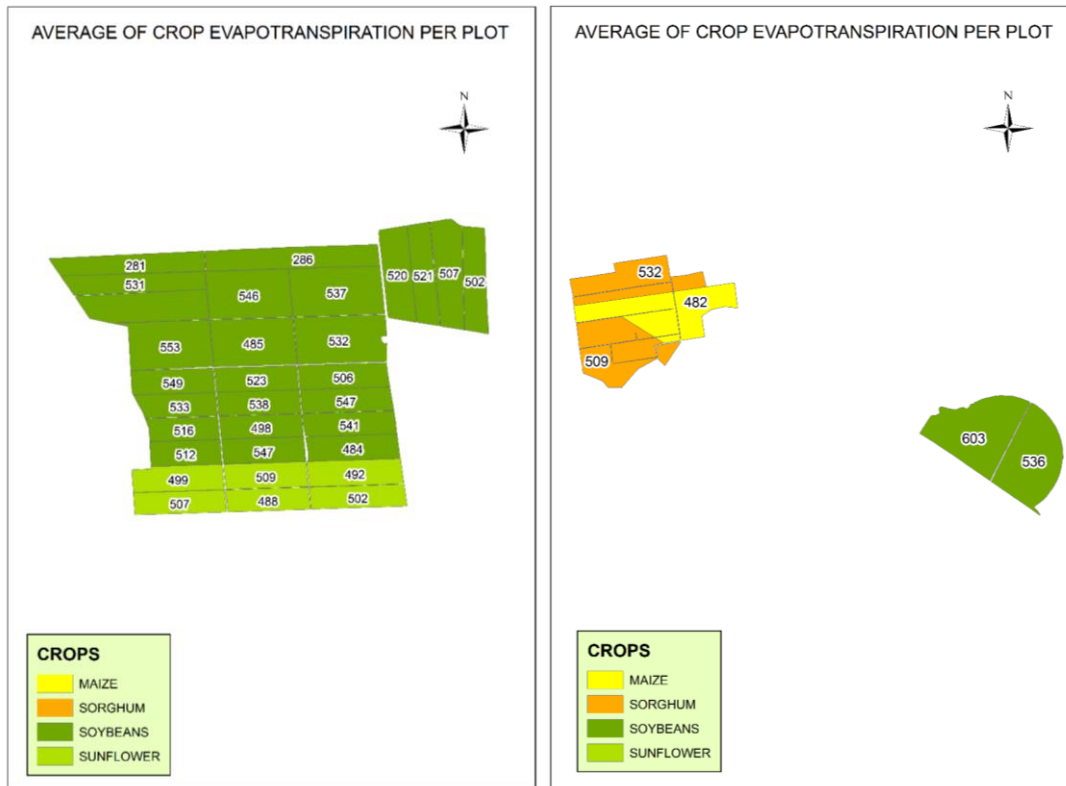 AVERAGE OF CROP EVAPOTRANSPIRATION PER PLOT
N
281 286
531
546 537
520 521 507 502
553 485 532
549 523 506
533 538 547
516 498 541
512 547 484
499 509 492
507 488 502
CROPS
MAIZE
SORGHUM
SOYBEANS
SUNFLOWER
AVERAGE OF CROP EVAPOTRANSPIRATION PER PLOT
N
532
482
509
603
536
CROPS
MAIZE
SORGHUM
SOYBEANS
SUNFLOWER